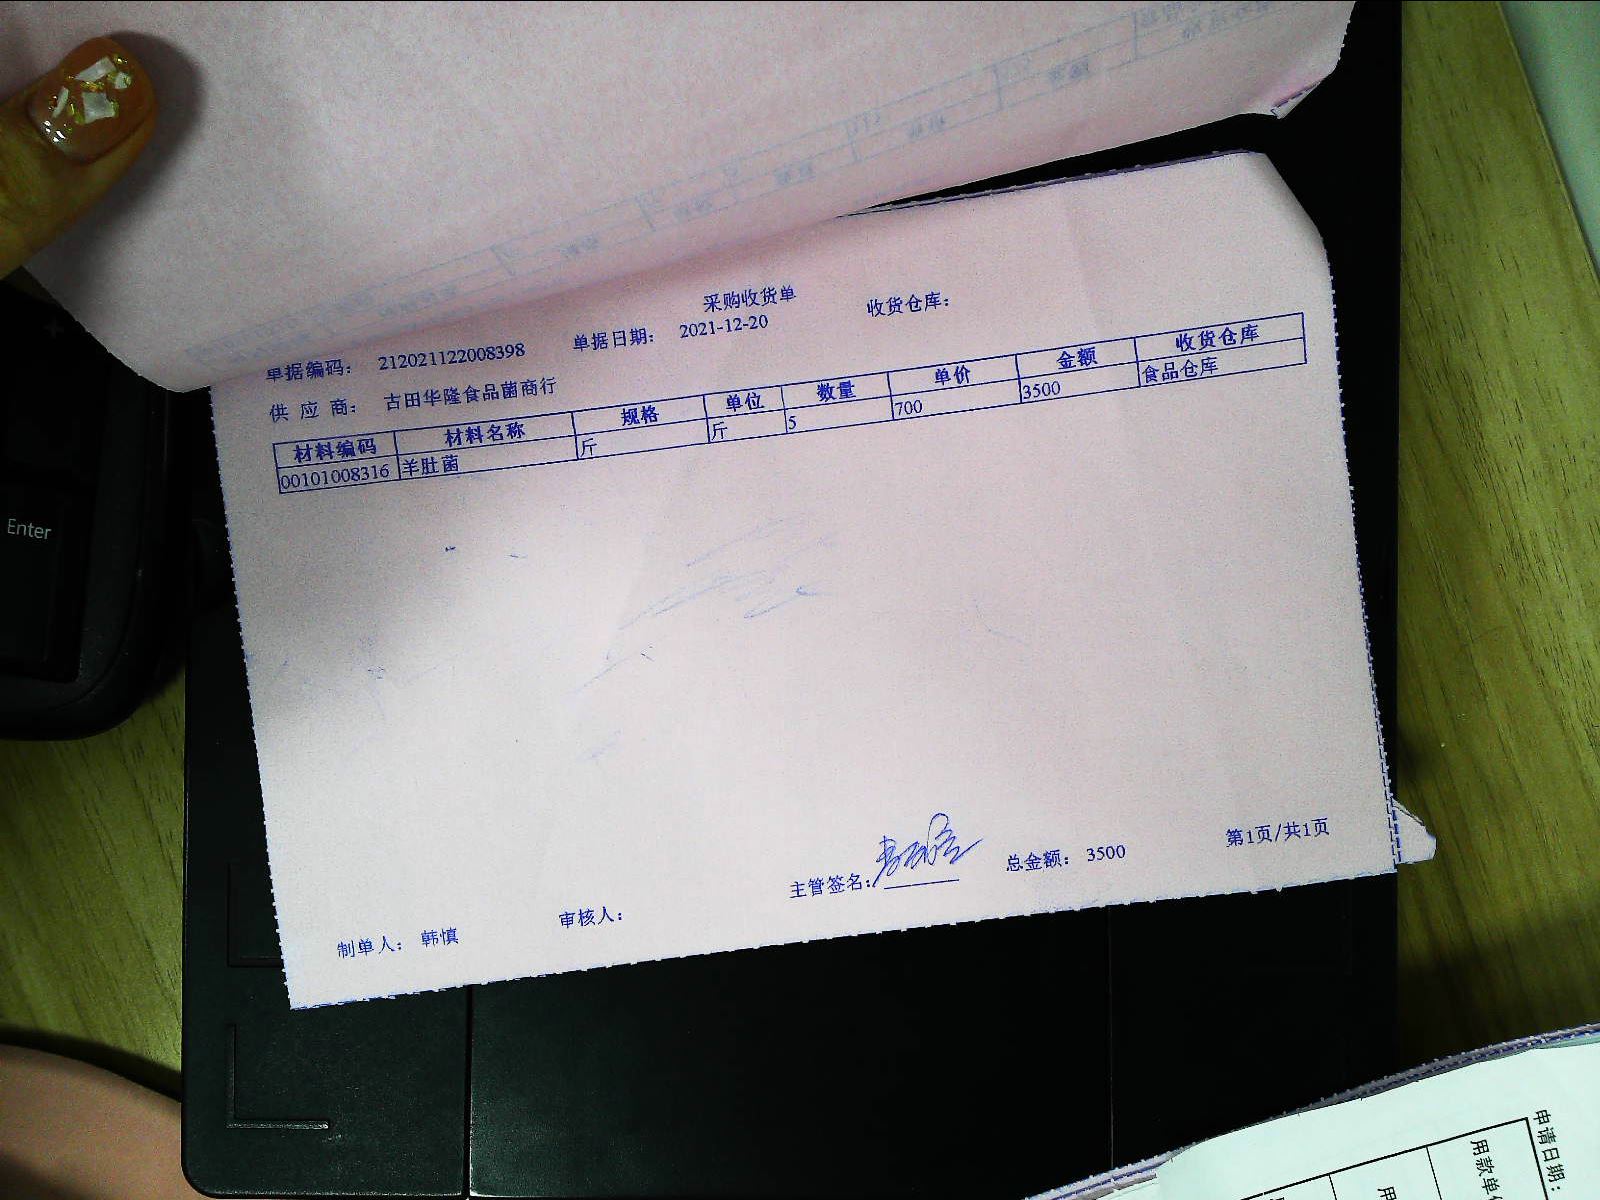 采购收货单
单据编码： 212021122008398 单据日期： 2021-12-20 收货仓库：
供 应 商： 古田华隆食品菌商行
材料编码 材料名称 规格 单位 数量 单价 金额 收货仓库
00101008316 羊肚菌 斤 斤 5 700 3500 食品仓库
主管签名： 总金额： 3500 第1页/共1页
制单人： 韩慎 审核人：
Enter
申请日期：
用款单